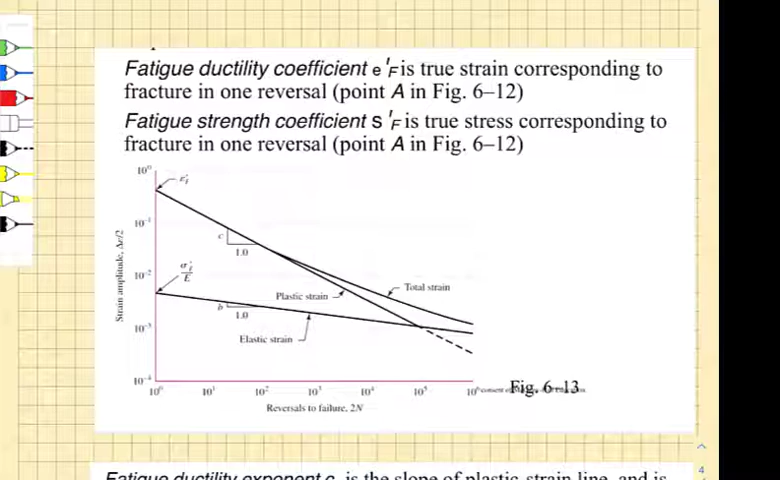 Fatigue ductility coefficient e'F is true strain corresponding to
fracture in one reversal (point A in Fig. 6–12)
Fatigue strength coefficient s'F is true stress corresponding to
fracture in one reversal (point A in Fig. 6–12)
10⁰
ε'F
10⁻¹
c
1.0
10⁻²
σ'F
E
Total strain
Plastic strain
b
1.0
10⁻³
Elastic strain
Strain amplitude, Δε/2
10⁻⁴
10⁰ 10¹ 10² 10³ 10⁴ 10⁵ 10⁶
Fig. 6–13
Reversals to failure, 2N
4
Fatigue ductility exponent c is the slope of plastic-strain line, and is